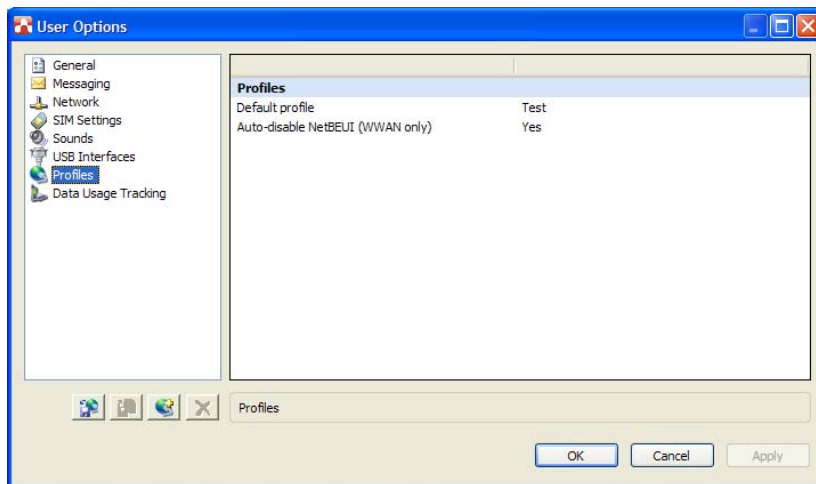 User Options
General
Messaging
Network
SIM Settings
Sounds
USB Interfaces
Profiles
Data Usage Tracking
Profiles
Default profile Test
Auto-disable NetBEUI (WWAN only) Yes
Profiles
OK Cancel Apply